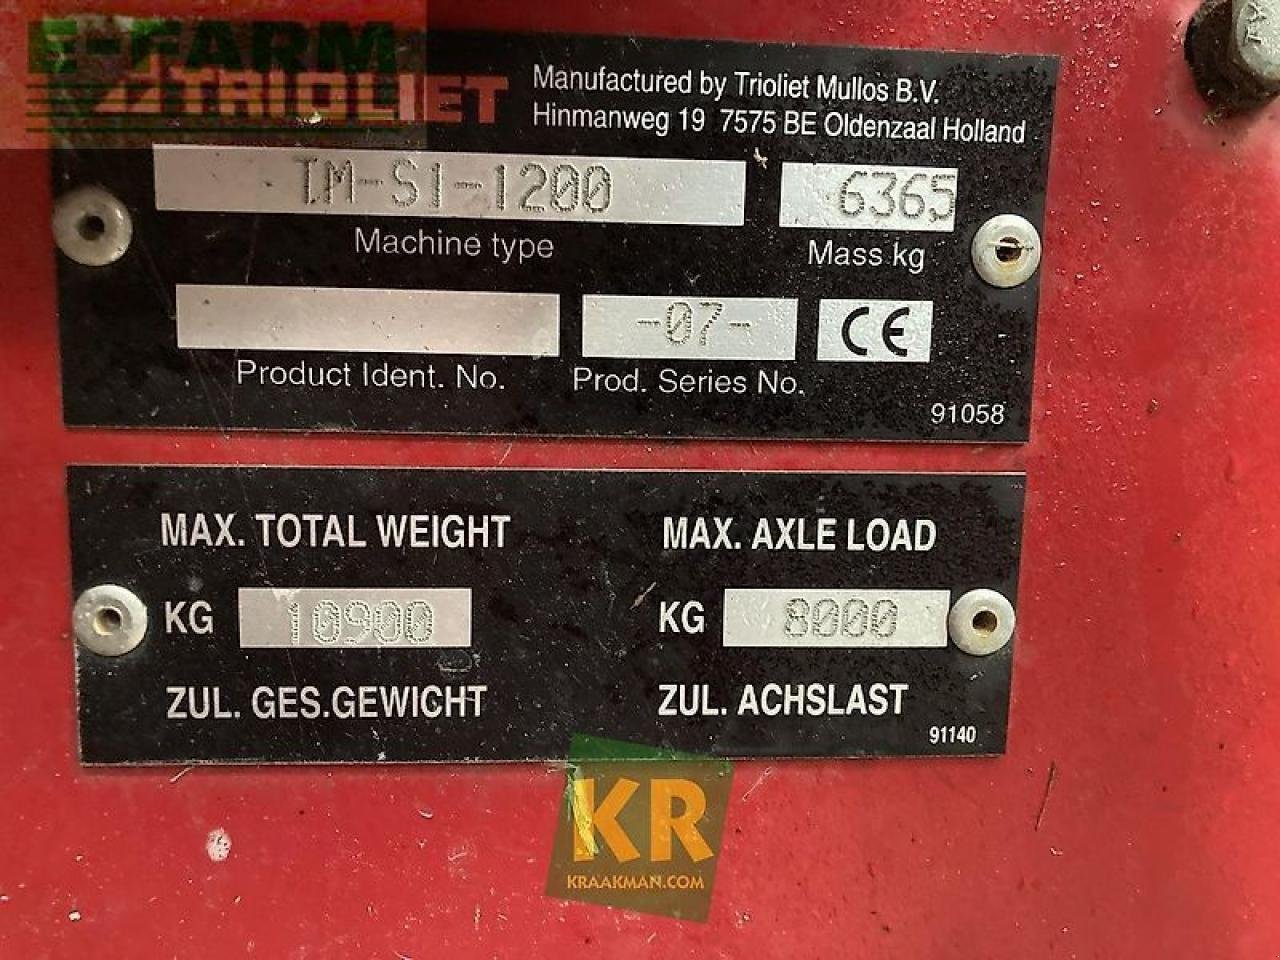 E-FARM
TRIOLIET
Manufactured by Trioliet Mullos B.V.
Hinmanweg 19 7575 BE Oldenzaal Holland
IM-S1-1200
6365
Machine type
Mass kg
-07-
CE
Product Ident. No.
Prod. Series No.
91058
MAX. TOTAL WEIGHT
MAX. AXLE LOAD
KG 10900
KG 8000
ZUL. GES.GEWICHT
ZUL. ACHSLAST
91140
KR
KRAAKMAN.COM